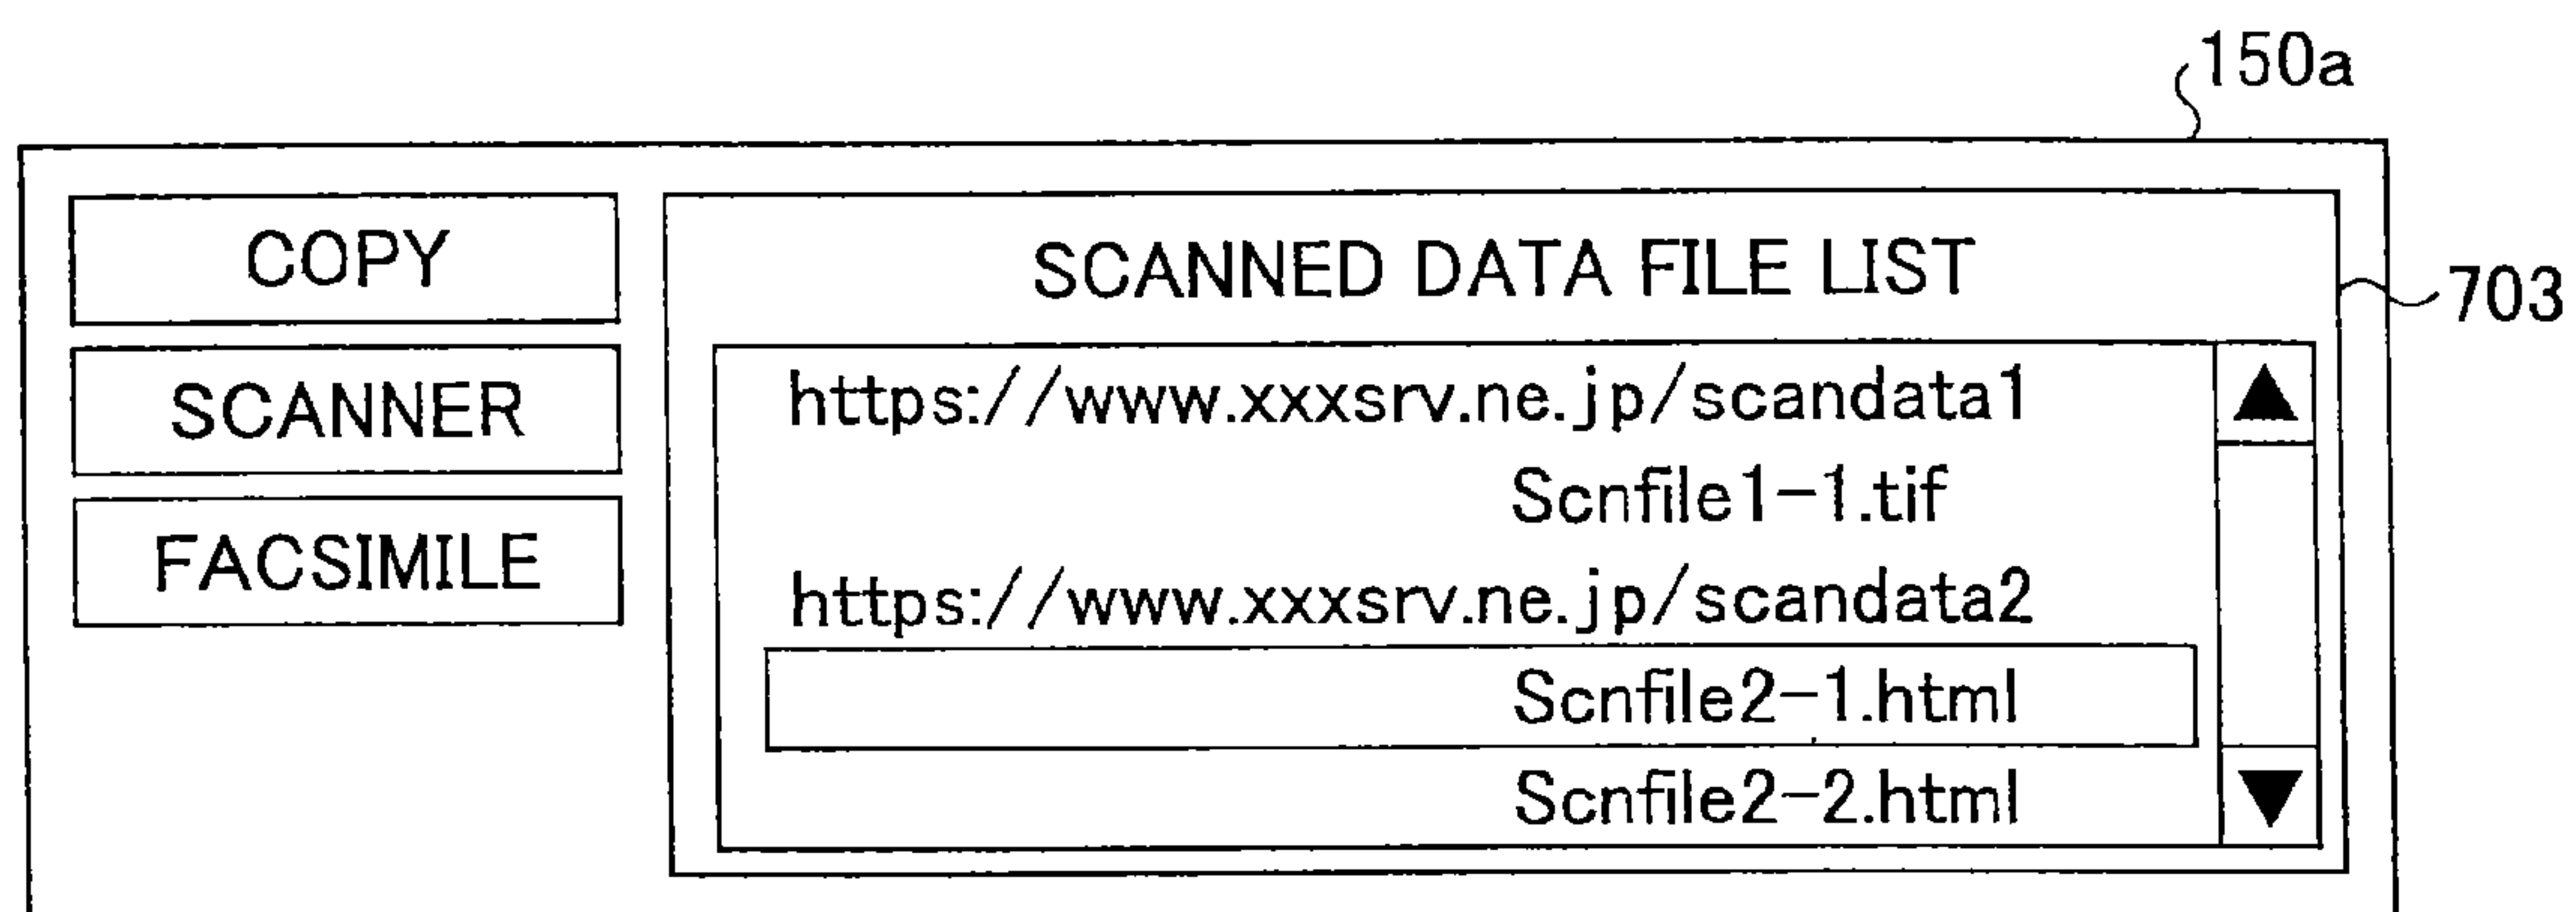 150a
COPY
SCANNER
FACSIMILE
SCANNED DATA FILE LIST
703
https://www.xxxsrv.ne.jp/scandata1
Scnfile1-1.tif
https://www.xxxsrv.ne.jp/scandata2
Scnfile2-1.html
Scnfile2-2.html